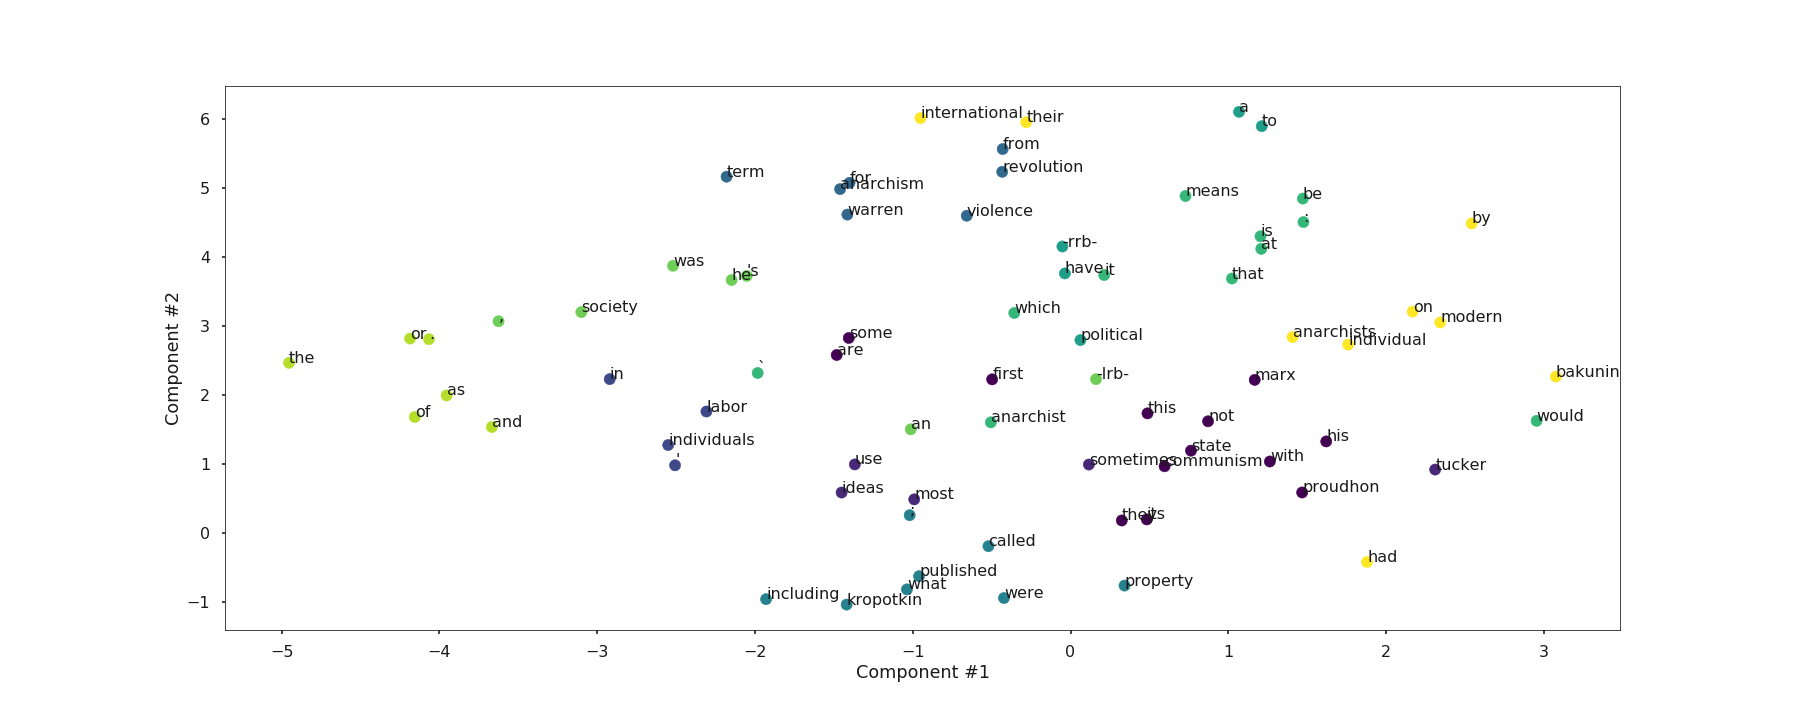 a
international
their
6
to
from
revolution
term
for
anarchism
5
means
be
warren
violence
by
;
is
-rrb-
at
4
was
's
he
have
it
that
society
on
which
,
modern
3
some
or
.
political
anarchists
individual
are
the
`
in
first
-lrb-
marx
bakunin
2
as
labor
this
of
anarchist
not
would
and
an
individuals
his
state
'
1
use
sometimes
communism
with
tucker
ideas
proudhon
most
;
its
0
called
had
published
what
property
including
kropotkin
were
−1
−5
−4
−3
−2
−1
0
1
2
3
Component #1
Component #2